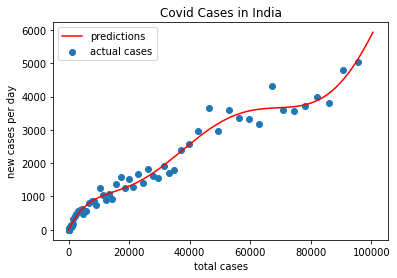 Covid Cases in India
predictions
actual cases
6000
5000
4000
3000
2000
1000
0
new cases per day
0 20000 40000 60000 80000 100000
total cases